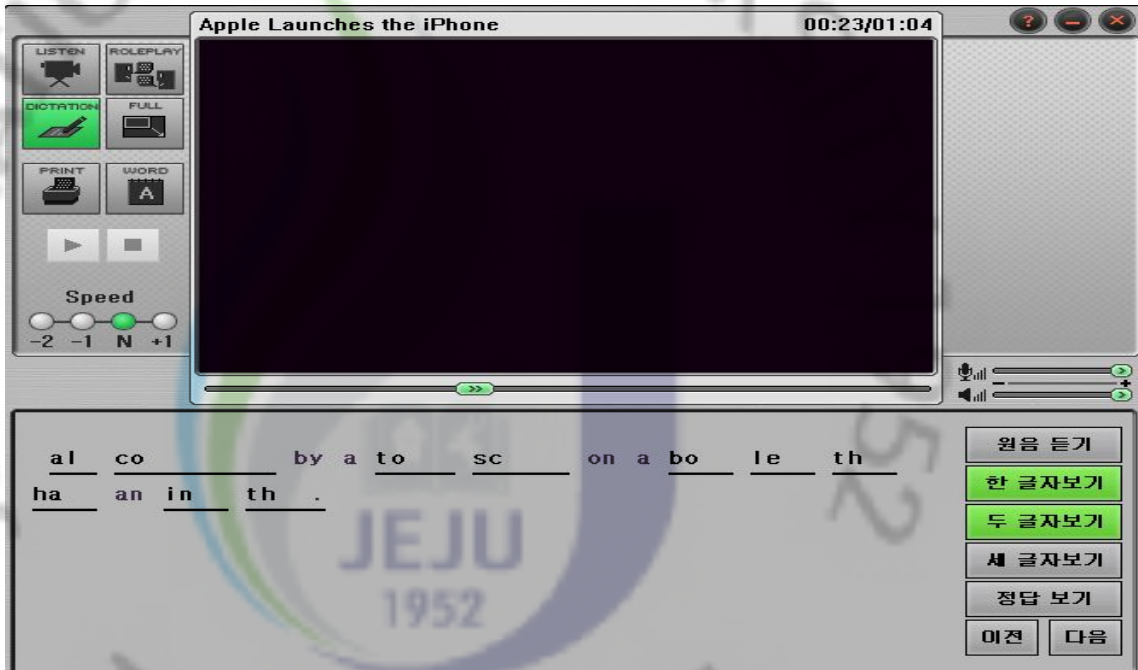 Apple Launches the iPhone 00:23/01:04
LISTEN ROLEPLAY
DICTATION FULL
PRINT WORD
A
Speed
-2 -1 N +1
al co by a to sc on a bo le th
ha an in th .
원음 듣기
한 글자보기
두 글자보기
세 글자보기
정답 보기
이전 다음
JEJU
1952
1952